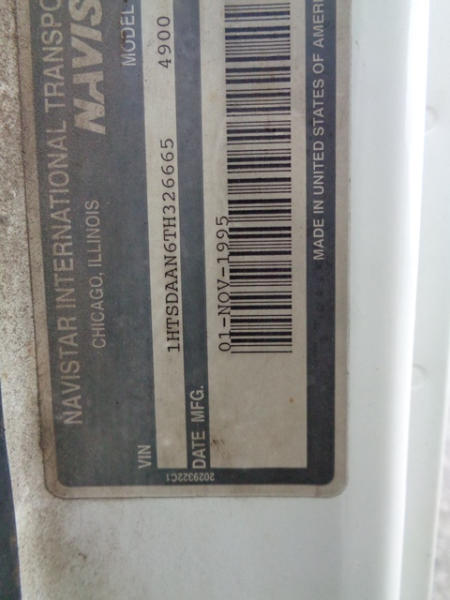 NAVISTAR INTERNATIONAL TRANSPO
CHICAGO, ILLINOIS
NAVIS
MODEL
4900
VIN
1HTSDAAN6TH326665
DATE MFG.
01-NOV-1995
MADE IN UNITED STATES OF AMER
2029322C1